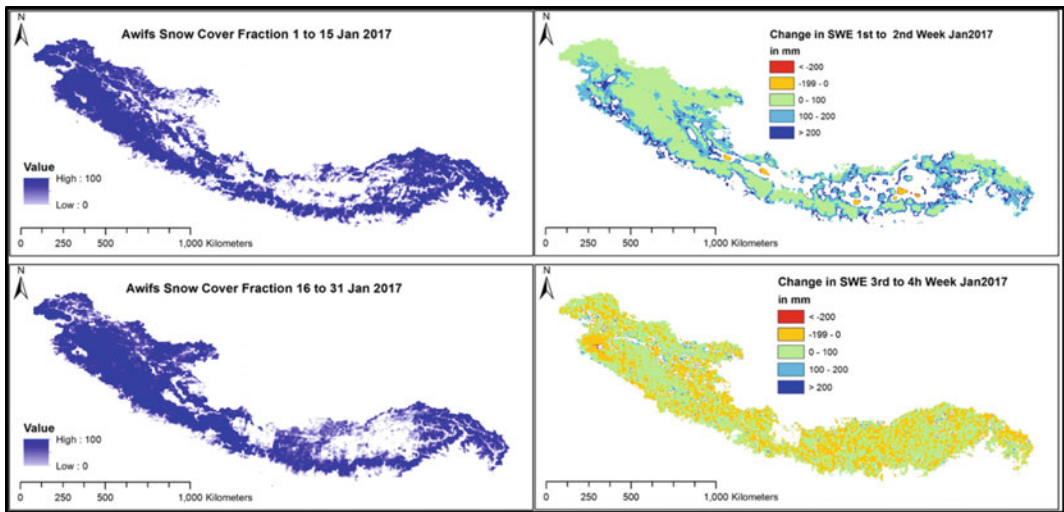 N
Awifs Snow Cover Fraction 1 to 15 Jan 2017
Value
High : 100
Low : 0
0 250 500 1,000 Kilometers
N
Change in SWE 1st to 2nd Week Jan2017
in mm
< -200
-199 - 0
0 - 100
100 - 200
> 200
0 250 500 1,000 Kilometers
N
Awifs Snow Cover Fraction 16 to 31 Jan 2017
Value
High : 100
Low : 0
0 250 500 1,000 Kilometers
N
Change in SWE 3rd to 4h Week Jan2017
in mm
< -200
-199 - 0
0 - 100
100 - 200
> 200
0 250 500 1,000 Kilometers